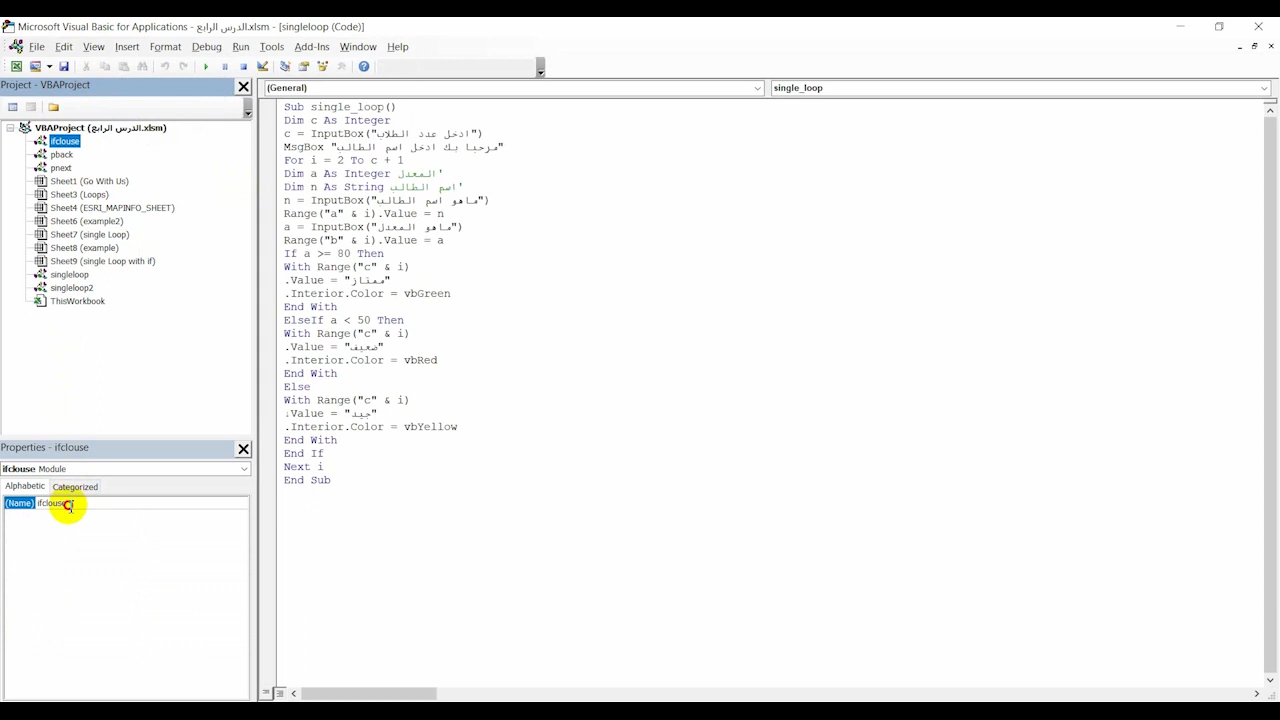 Microsoft Visual Basic for Applications - الدرس الرابع.xlsm - [singleloop (Code)]
File Edit View Insert Format Debug Run Tools Add-Ins Window Help
Project - VBAProject
VBAProject (الدرس الرابع.xlsm)
ifclouse
pback
pnext
Sheet1 (Go With Us)
Sheet3 (Loops)
Sheet4 (ESRI_MAPINFO_SHEET)
Sheet6 (example2)
Sheet7 (single Loop)
Sheet8 (example)
Sheet9 (single Loop with if)
singleloop
singleloop2
ThisWorkbook
Properties - ifclouse
ifclouse Module
Alphabetic Categorized
(Name) ifclouse
(General) single_loop
Sub single_loop()
Dim c As Integer
c = InputBox("ادخل عدد الطلاب")
MsgBox "مرحبا بك ادخل اسم الطالب"
For i = 2 To c + 1
Dim a As Integer المعدل'
Dim n As String اسم الطالب'
n = InputBox("ماهو اسم الطالب")
Range("a" & i).Value = n
a = InputBox("ماهو المعدل")
Range("b" & i).Value = a
If a >= 80 Then
With Range("c" & i)
.Value = "ممتاز"
.Interior.Color = vbGreen
End With
ElseIf a < 50 Then
With Range("c" & i)
.Value = "ضعيف"
.Interior.Color = vbRed
End With
Else
With Range("c" & i)
.Value = "جيد"
.Interior.Color = vbYellow
End With
End If
Next i
End Sub